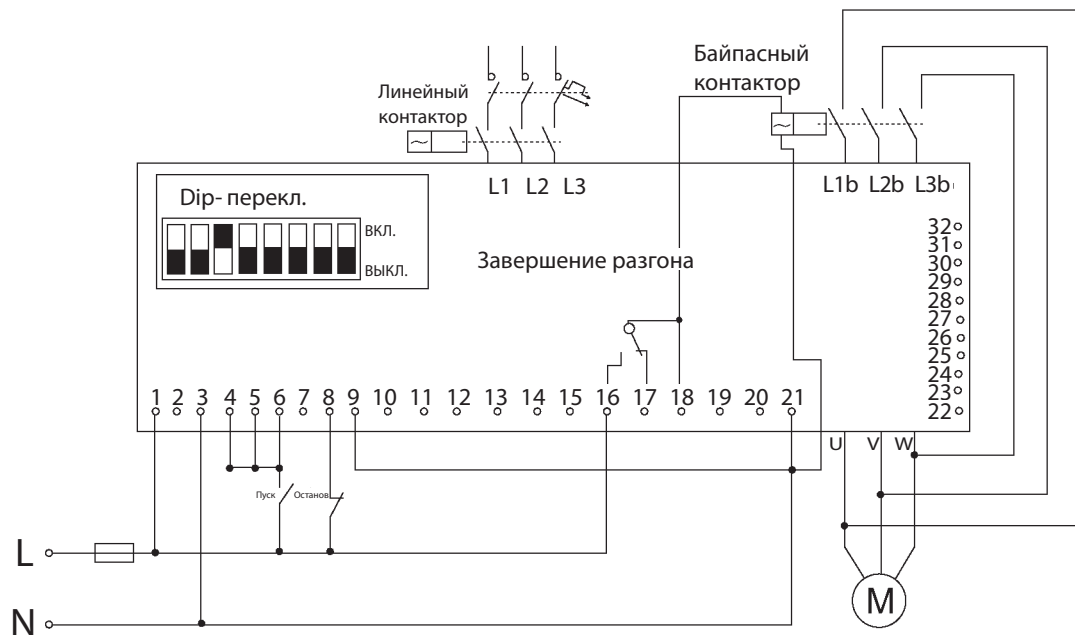 Байпасный
контактор
Линейный
контактор
L1 L2 L3
L1b L2b L3b
Dip- перекл.
ВКЛ.
ВЫКЛ.
Завершение разгона
32
31
30
29
28
27
26
25
24
23
22
1 2 3 4 5 6 7 8 9 10 11 12 13 14 15 16 17 18 19 20 21
U V W
Пуск Останов
L
N
M